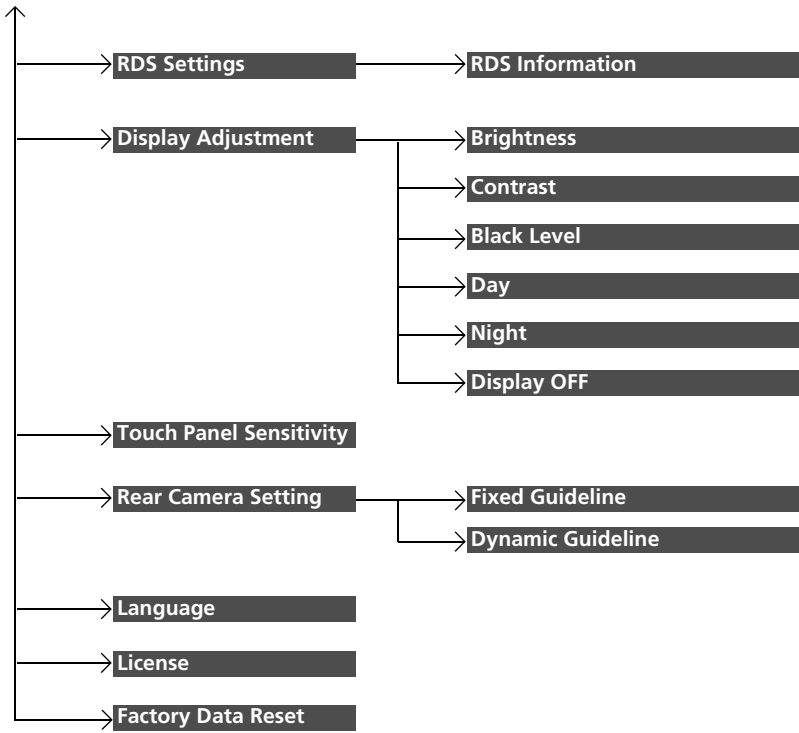 RDS Settings
RDS Information
Display Adjustment
Brightness
Contrast
Black Level
Day
Night
Display OFF
Touch Panel Sensitivity
Rear Camera Setting
Fixed Guideline
Dynamic Guideline
Language
License
Factory Data Reset